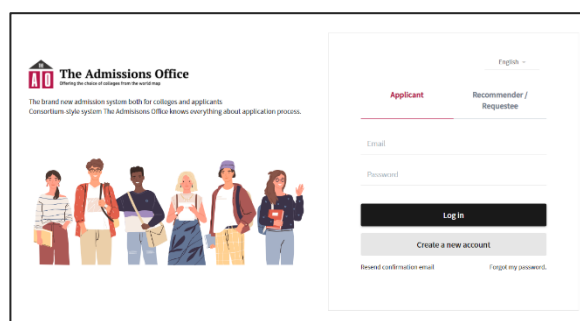 The Admissions Office
Offering the choice of colleges from the world map
The brand new admission system both for colleges and applicants
Consortium-style system The Admisisons Office knows everything about application process.
English
Applicant
Recommender /
Requestee
Email
Password
Log in
Create a new account
Resend confirmation email
Forgot my password.
AO